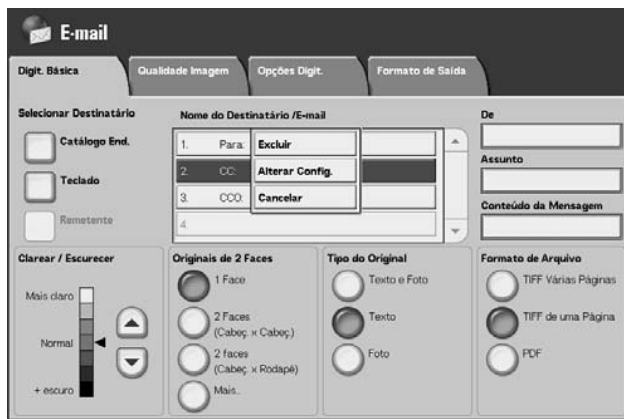 E-mail
Digit. Básica
Qualidade Imagem
Opções Digit.
Formato de Saída
Selecionar Destinatário
Catálogo End.
Teclado
Remetente
Nome do Destinatário /E-mail
1. Para:
2. CC:
3. CCO:
4.
Excluir
Alterar Config.
Cancelar
De
Assunto
Conteúdo da Mensagem
Clarear / Escurecer
Mais claro
Normal
+ escuro
Originais de 2 Faces
1 Face
2 Faces
(Cabeç. x Cabeç.)
2 faces
(Cabeç. x Rodapé)
Mais..
Tipo do Original
Texto e Foto
Texto
Foto
Formato de Arquivo
TIFF Várias Páginas
TIFF de uma Página
PDF